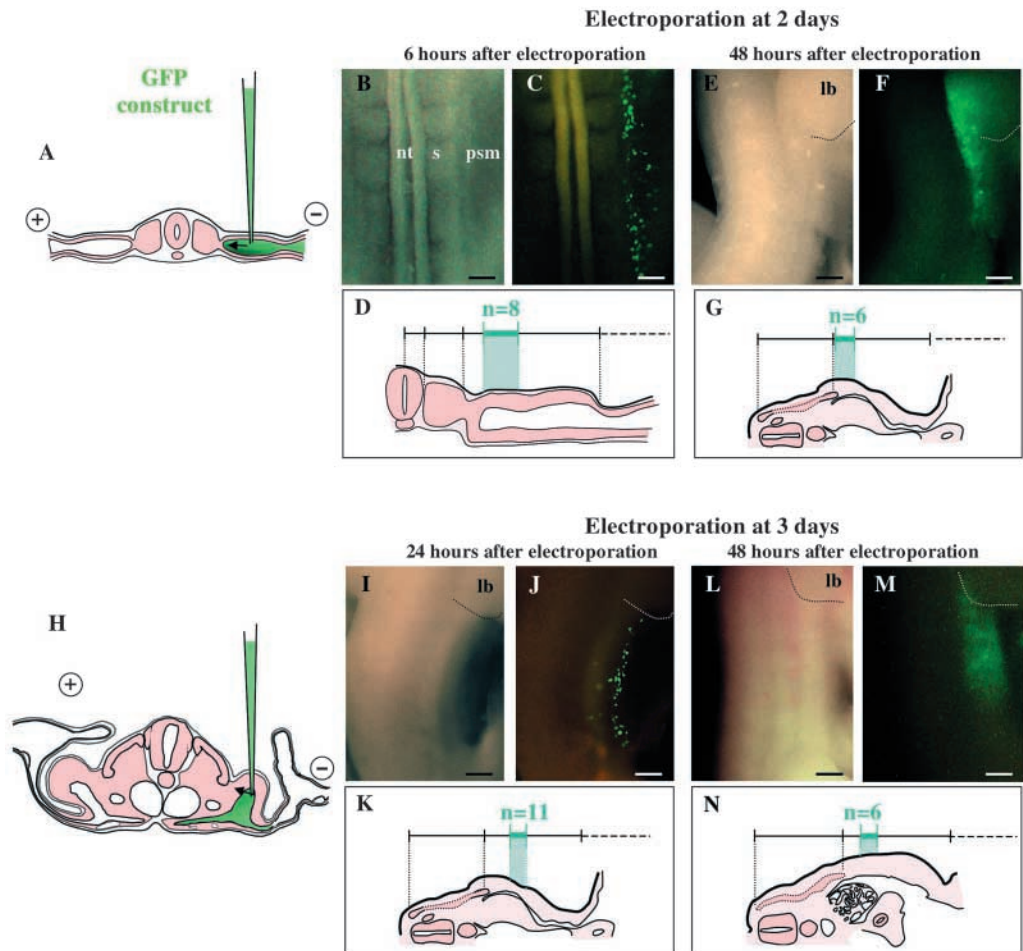 Electroporation at 2 days
6 hours after electroporation
48 hours after electroporation
GFP
construct
A
+
−
B
nt
s
psm
C
E
lb
F
D
n=8
G
n=6
Electroporation at 3 days
24 hours after electroporation
48 hours after electroporation
H
+
−
I
lb
J
L
lb
M
K
n=11
N
n=6